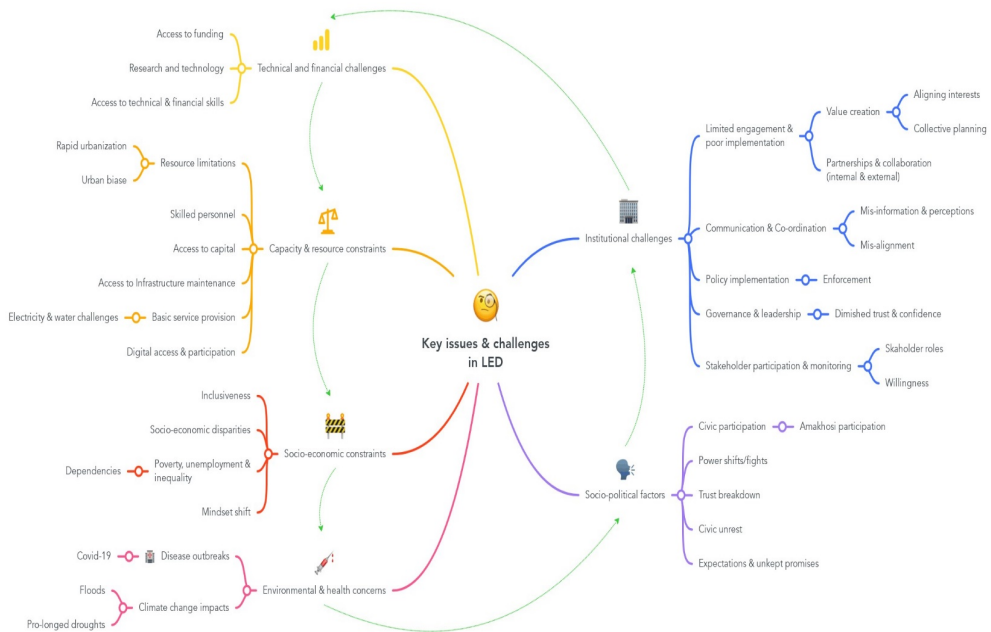 Key issues & challenges
in LED
Technical and financial challenges
Access to funding
Research and technology
Access to technical & financial skills
Capacity & resource constraints
Resource limitations
Rapid urbanization
Urban biase
Skilled personnel
Access to capital
Access to Infrastructure maintenance
Basic service provision
Electricity & water challenges
Digital access & participation
Socio-economic constraints
Inclusiveness
Socio-economic disparities
Poverty, unemployment &
inequality
Dependencies
Mindset shift
Environmental & health concerns
Disease outbreaks
Covid-19
Climate change impacts
Floods
Pro-longed droughts
Institutional challenges
Limited engagement &
poor implementation
Value creation
Aligning interests
Collective planning
Partnerships & collaboration
(internal & external)
Communication & Co-ordination
Mis-information & perceptions
Mis-alignment
Policy implementation
Enforcement
Governance & leadership
Dimished trust & confidence
Stakeholder participation & monitoring
Skaholder roles
Willingness
Socio-political factors
Civic participation
Amakhosi participation
Power shifts/fights
Trust breakdown
Civic unrest
Expectations & unkept promises